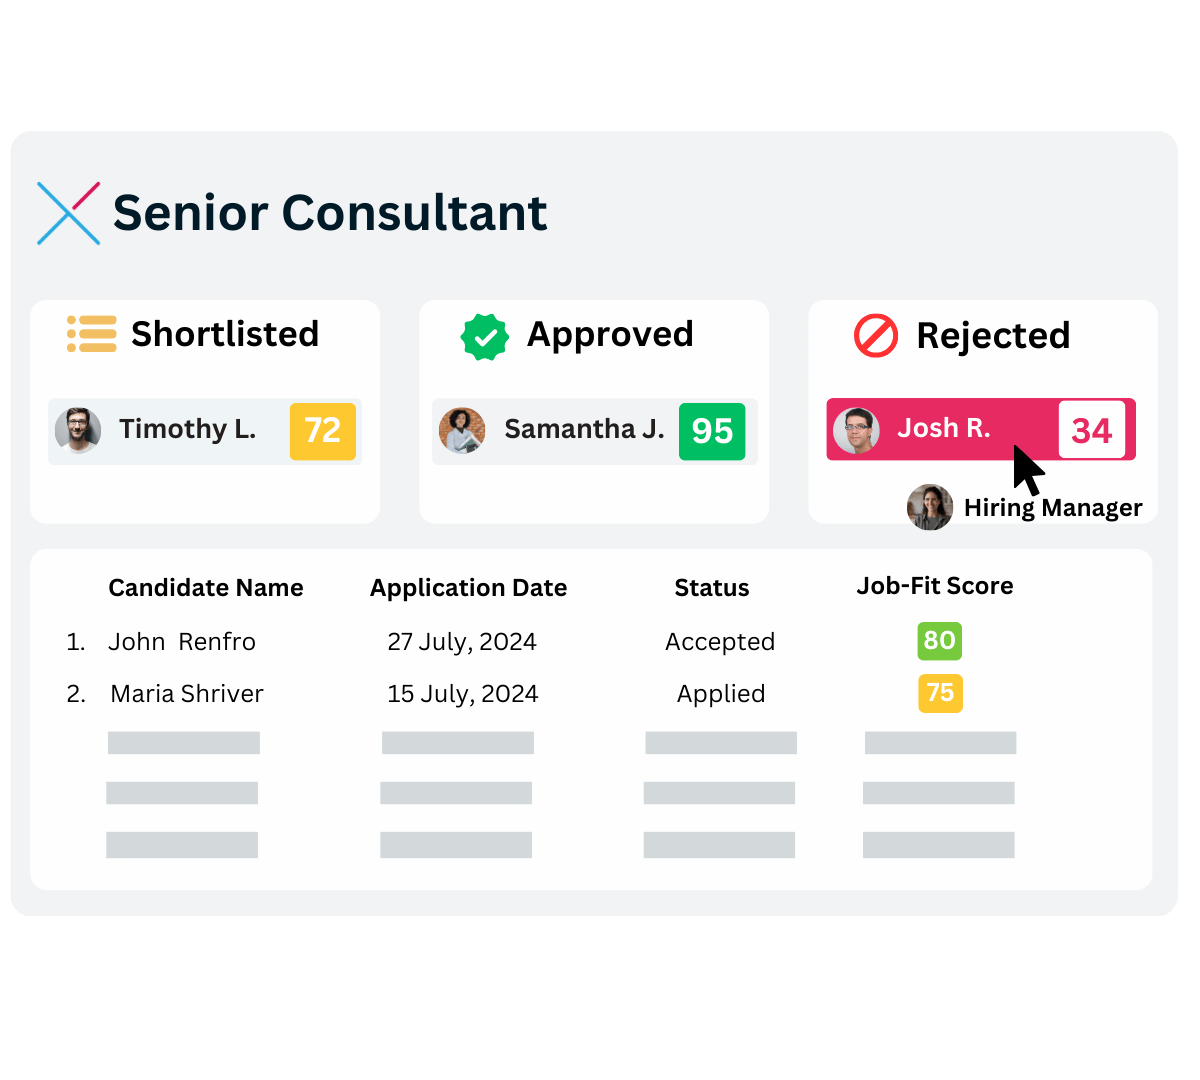 Senior Consultant
Shortlisted
Timothy L. 72
Approved
Samantha J. 95
Rejected
Josh R. 34
Hiring Manager
Candidate Name Application Date Status Job-Fit Score
1. John Renfro 27 July, 2024 Accepted 80
2. Maria Shriver 15 July, 2024 Applied 75